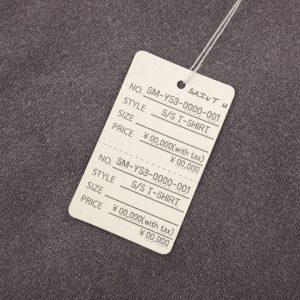 SAINT M
NO. SM-YS3-0000-001
STYLE S/S T-SHIRT
SIZE
PRICE ¥00,000(with tax)
¥00,000
NO. SM-YS3-0000-001
STYLE S/S T-SHIRT
SIZE
PRICE ¥00,000(with tax)
¥00,000